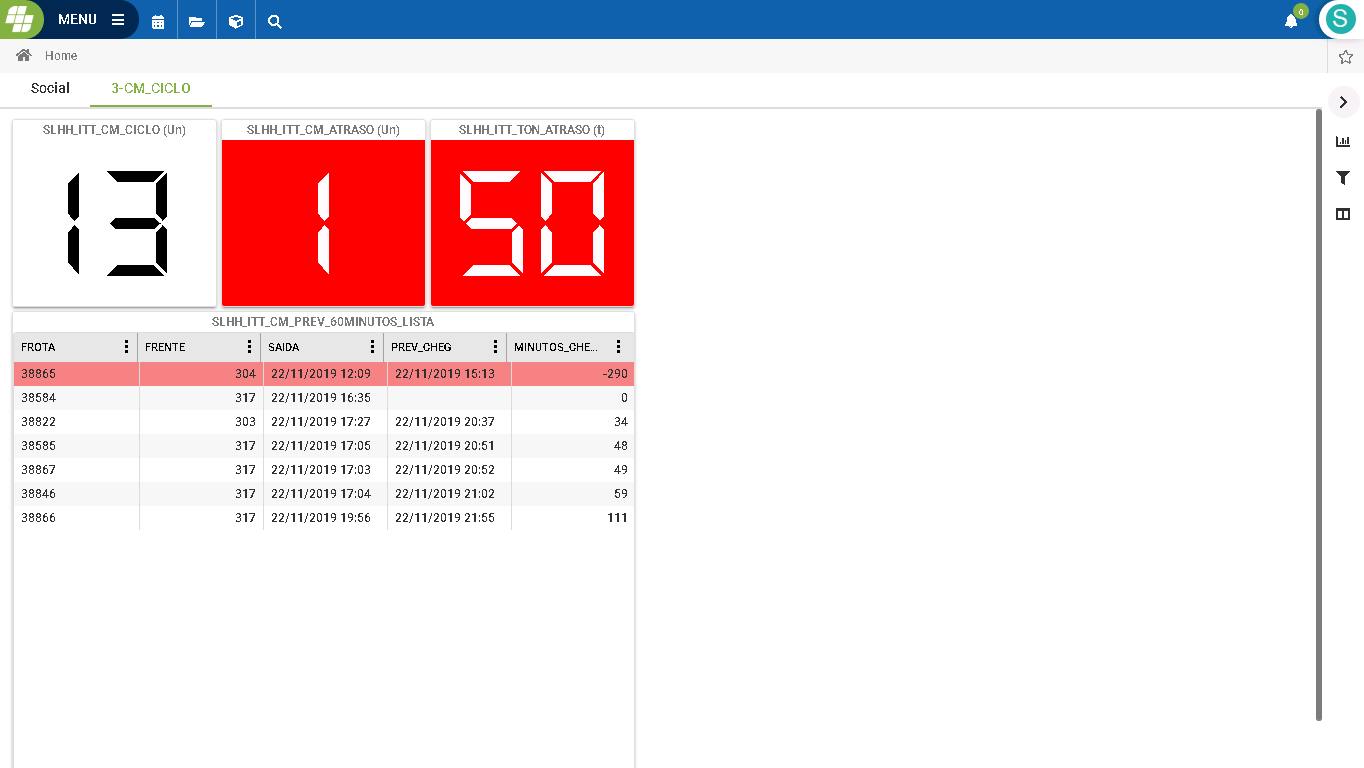 MENU
0
S
Home
Social 3-CM_CICLO
SLHH_ITT_CM_CICLO (Un) SLHH_ITT_CM_ATRASO (Un) SLHH_ITT_TON_ATRASO (t)
13 1 50
SLHH_ITT_CM_PREV_60MINUTOS_LISTA
FROTA FRENTE SAIDA PREV_CHEG MINUTOS_CHE...
38865 304 22/11/2019 12:09 22/11/2019 15:13 -290
38584 317 22/11/2019 16:35 0
38822 303 22/11/2019 17:27 22/11/2019 20:37 34
38585 317 22/11/2019 17:05 22/11/2019 20:51 48
38867 317 22/11/2019 17:03 22/11/2019 20:52 49
38846 317 22/11/2019 17:04 22/11/2019 21:02 59
38866 317 22/11/2019 19:56 22/11/2019 21:55 111